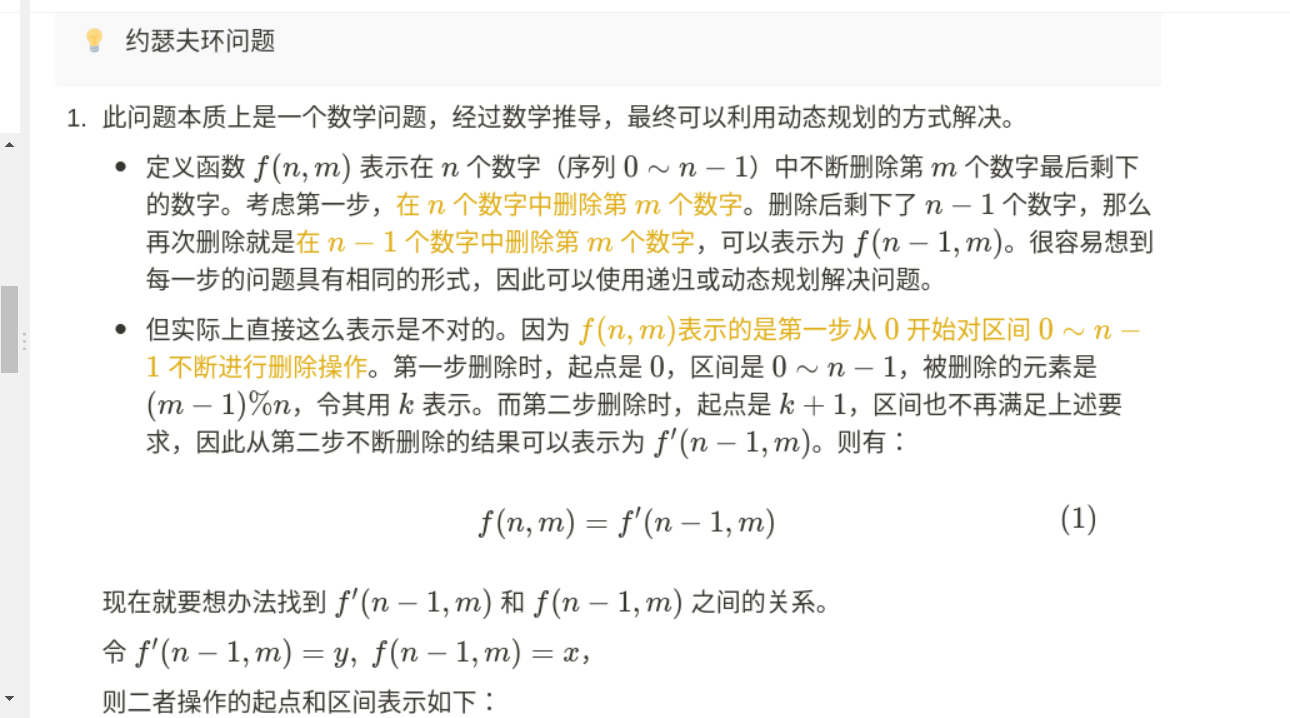 约瑟夫环问题
1. 此问题本质上是一个数学问题，经过数学推导，最终可以利用动态规划的方式解决。
• 定义函数 f(n, m) 表示在 n 个数字（序列 0 ∼ n − 1）中不断删除第 m 个数字最后剩下
的数字。考虑第一步，在 n 个数字中删除第 m 个数字。删除后剩下了 n − 1 个数字，那么
再次删除就是在 n − 1 个数字中删除第 m 个数字，可以表示为 f(n − 1, m)。很容易想到
每一步的问题具有相同的形式，因此可以使用递归或动态规划解决问题。
• 但实际上直接这么表示是不对的。因为 f(n, m)表示的是第一步从 0 开始对区间 0 ∼ n −
1 不断进行删除操作。第一步删除时，起点是 0，区间是 0 ∼ n − 1，被删除的元素是
(m − 1)%n，令其用 k 表示。而第二步删除时，起点是 k + 1，区间也不再满足上述要
求，因此从第二步不断删除的结果可以表示为 f′(n − 1, m)。则有：
f(n, m) = f′(n − 1, m) (1)
现在就要想办法找到 f′(n − 1, m) 和 f(n − 1, m) 之间的关系。
令 f′(n − 1, m) = y, f(n − 1, m) = x，
则二者操作的起点和区间表示如下：